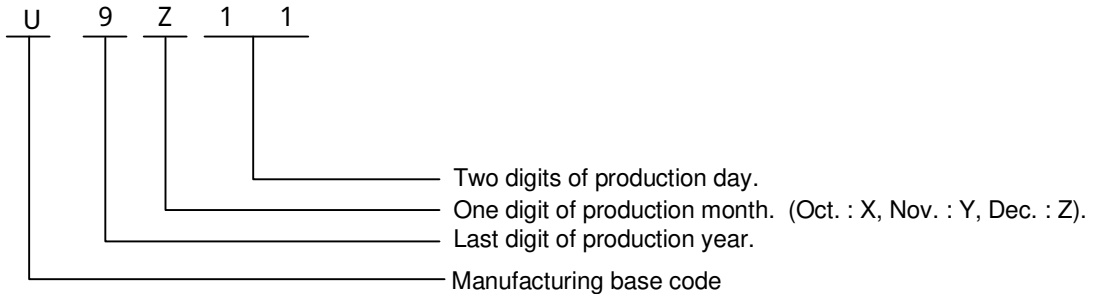 U 9 Z 1 1
Two digits of production day.
One digit of production month. (Oct. : X, Nov. : Y, Dec. : Z).
Last digit of production year.
Manufacturing base code